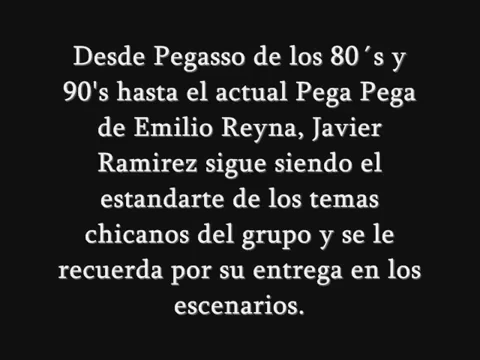 Desde Pegasso de los 80´s y
90's hasta el actual Pega Pega
de Emilio Reyna, Javier
Ramirez sigue siendo el
estandarte de los temas
chicanos del grupo y se le
recuerda por su entrega en los
escenarios.